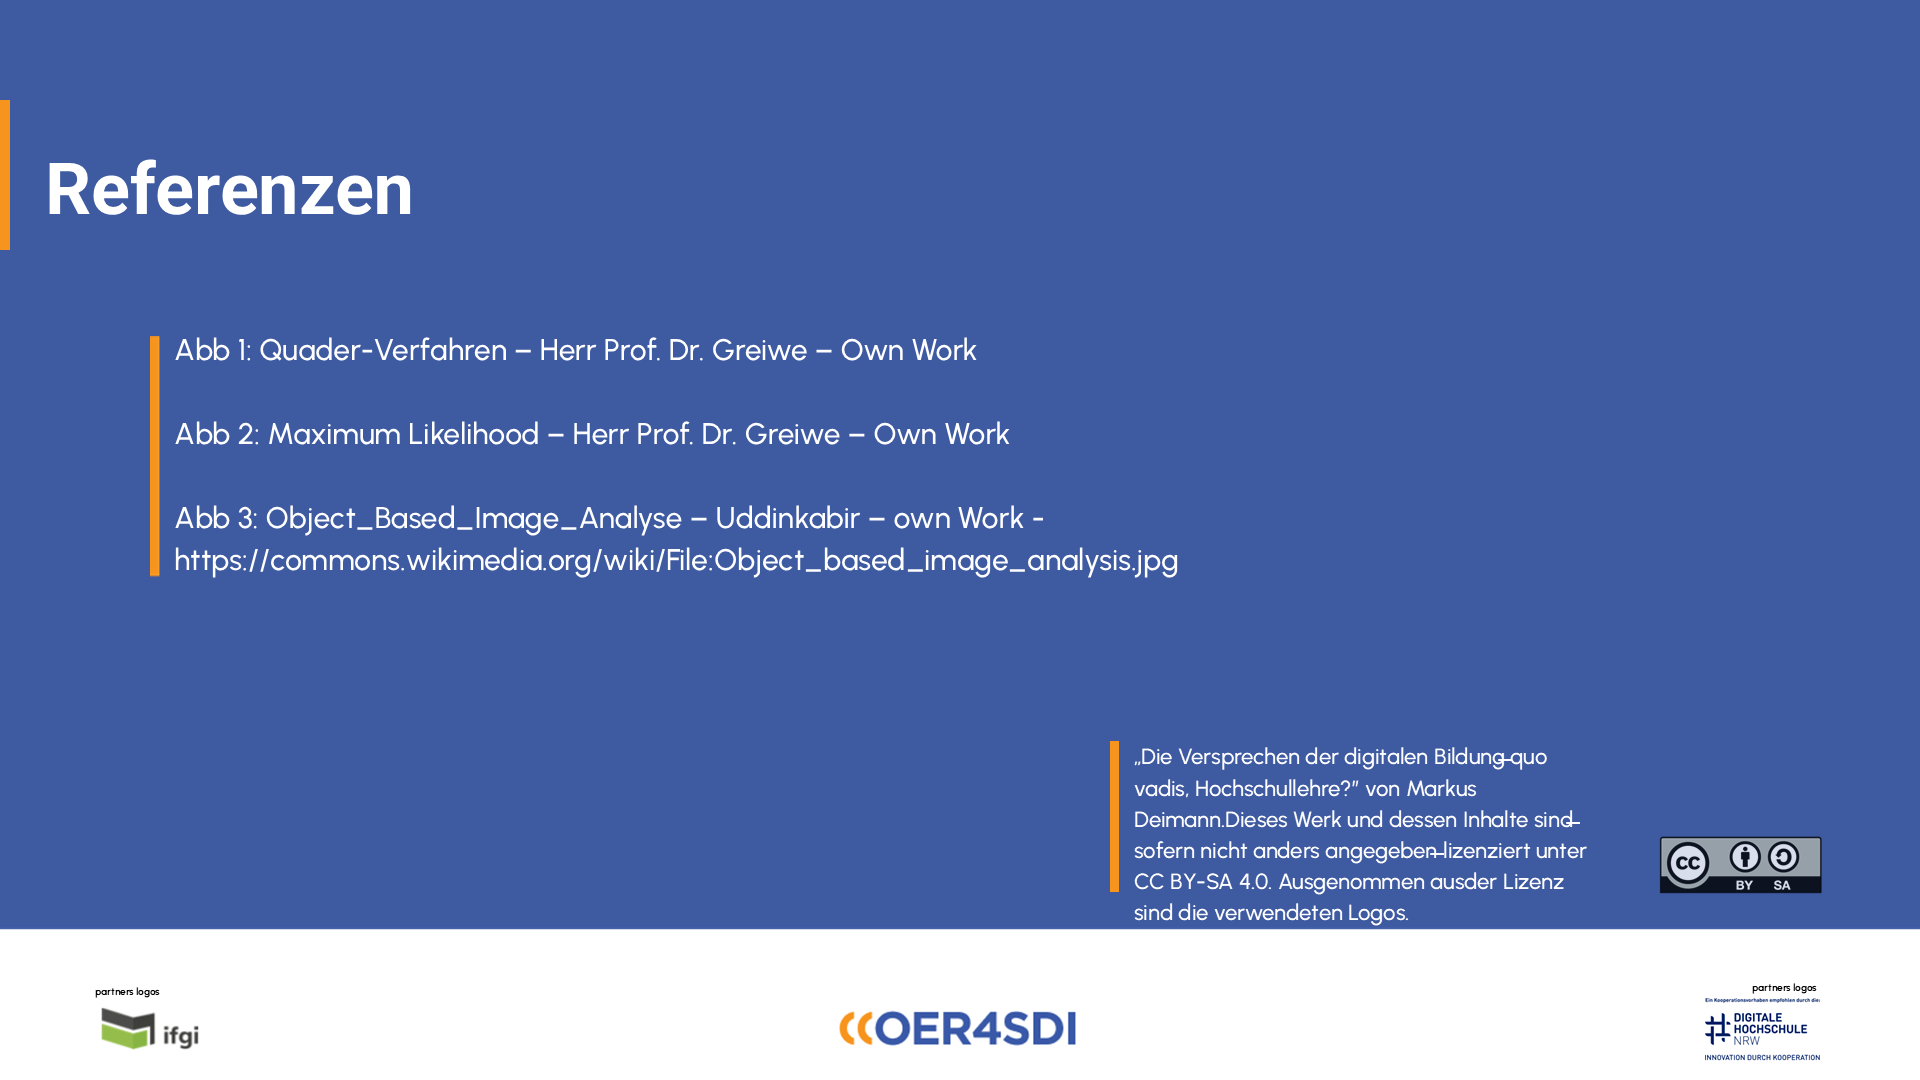 Referenzen
Abb 1: Quader-Verfahren – Herr Prof. Dr. Greiwe – Own Work
Abb 2: Maximum Likelihood – Herr Prof. Dr. Greiwe – Own Work
Abb 3: Object_Based_Image_Analyse – Uddinkabir – own Work -
https://commons.wikimedia.org/wiki/File:Object_based_image_analysis.jpg
„Die Versprechen der digitalen Bildung–quo
vadis, Hochschullehre?” von Markus
Deimann.Dieses Werk und dessen Inhalte sind–
sofern nicht anders angegeben–lizenziert unter
CC BY-SA 4.0. Ausgenommen ausder Lizenz
sind die verwendeten Logos.
cc BY SA
partners logos
ifgi
OER4SDI
partners logos
Ein Kooperationsvorhaben empfohlen durch die:
DIGITALE
HOCHSCHULE
NRW
INNOVATION DURCH KOOPERATION